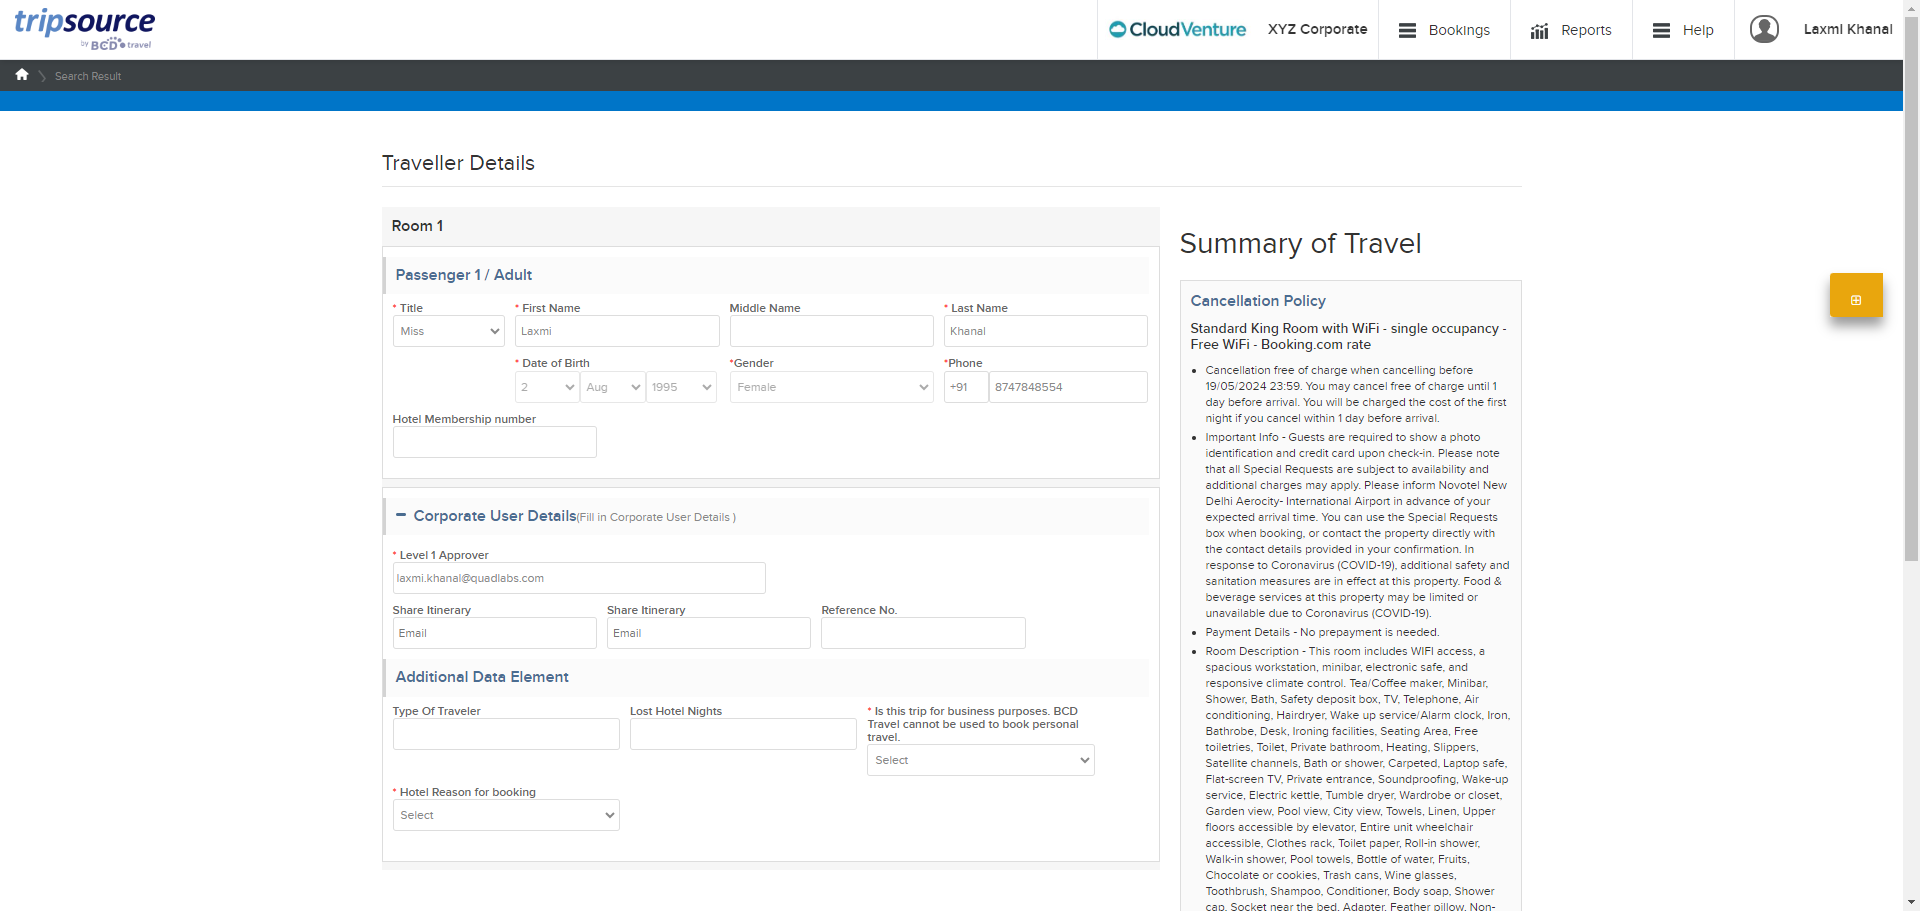 tripsource
by BCD travel
CloudVenture
XYZ Corporate
Bookings
Reports
Help
Laxmi Khanal
Search Result
Traveller Details
Room 1
Passenger 1 / Adult
* Title
* First Name
Middle Name
* Last Name
Miss
Laxmi
Khanal
* Date of Birth
*Gender
*Phone
2
Aug
1995
Female
+91
8747848554
Hotel Membership number
Corporate User Details(Fill in Corporate User Details )
* Level 1 Approver
laxmi.khanal@quadlabs.com
Share Itinerary
Share Itinerary
Reference No.
Email
Email
Additional Data Element
Type Of Traveler
Lost Hotel Nights
* Is this trip for business purposes. BCD
Travel cannot be used to book personal
travel.
Select
* Hotel Reason for booking
Select
Summary of Travel
Cancellation Policy
Standard King Room with WiFi - single occupancy -
Free WiFi - Booking.com rate
Cancellation free of charge when cancelling before
19/05/2024 23:59. You may cancel free of charge until 1
day before arrival. You will be charged the cost of the first
night if you cancel within 1 day before arrival.
Important Info - Guests are required to show a photo
identification and credit card upon check-in. Please note
that all Special Requests are subject to availability and
additional charges may apply. Please inform Novotel New
Delhi Aerocity- International Airport in advance of your
expected arrival time. You can use the Special Requests
box when booking, or contact the property directly with
the contact details provided in your confirmation. In
response to Coronavirus (COVID-19), additional safety and
sanitation measures are in effect at this property. Food &
beverage services at this property may be limited or
unavailable due to Coronavirus (COVID-19).
Payment Details - No prepayment is needed.
Room Description - This room includes WIFI access, a
spacious workstation, minibar, electronic safe, and
responsive climate control. Tea/Coffee maker, Minibar,
Shower, Bath, Safety deposit box, TV, Telephone, Air
conditioning, Hairdryer, Wake up service/Alarm clock, Iron,
Bathrobe, Desk, Ironing facilities, Seating Area, Free
toiletries, Toilet, Private bathroom, Heating, Slippers,
Satellite channels, Bath or shower, Carpeted, Laptop safe,
Flat-screen TV, Private entrance, Soundproofing, Wake-up
service, Electric kettle, Tumble dryer, Wardrobe or closet,
Garden view, Pool view, City view, Towels, Linen, Upper
floors accessible by elevator, Entire unit wheelchair
accessible, Clothes rack, Toilet paper, Roll-in shower,
Walk-in shower, Pool towels, Bottle of water, Fruits,
Chocolate or cookies, Trash cans, Wine glasses,
Toothbrush, Shampoo, Conditioner, Body soap, Shower
cap, Socket near the bed, Adapter, Feather pillow, Non-